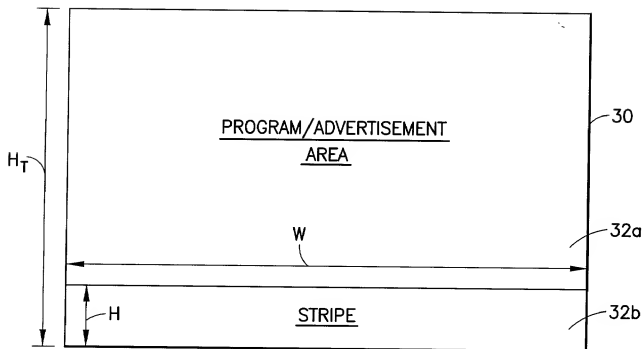 PROGRAM/ADVERTISEMENT
AREA
30
H_T
32a
W
H
STRIPE
32b